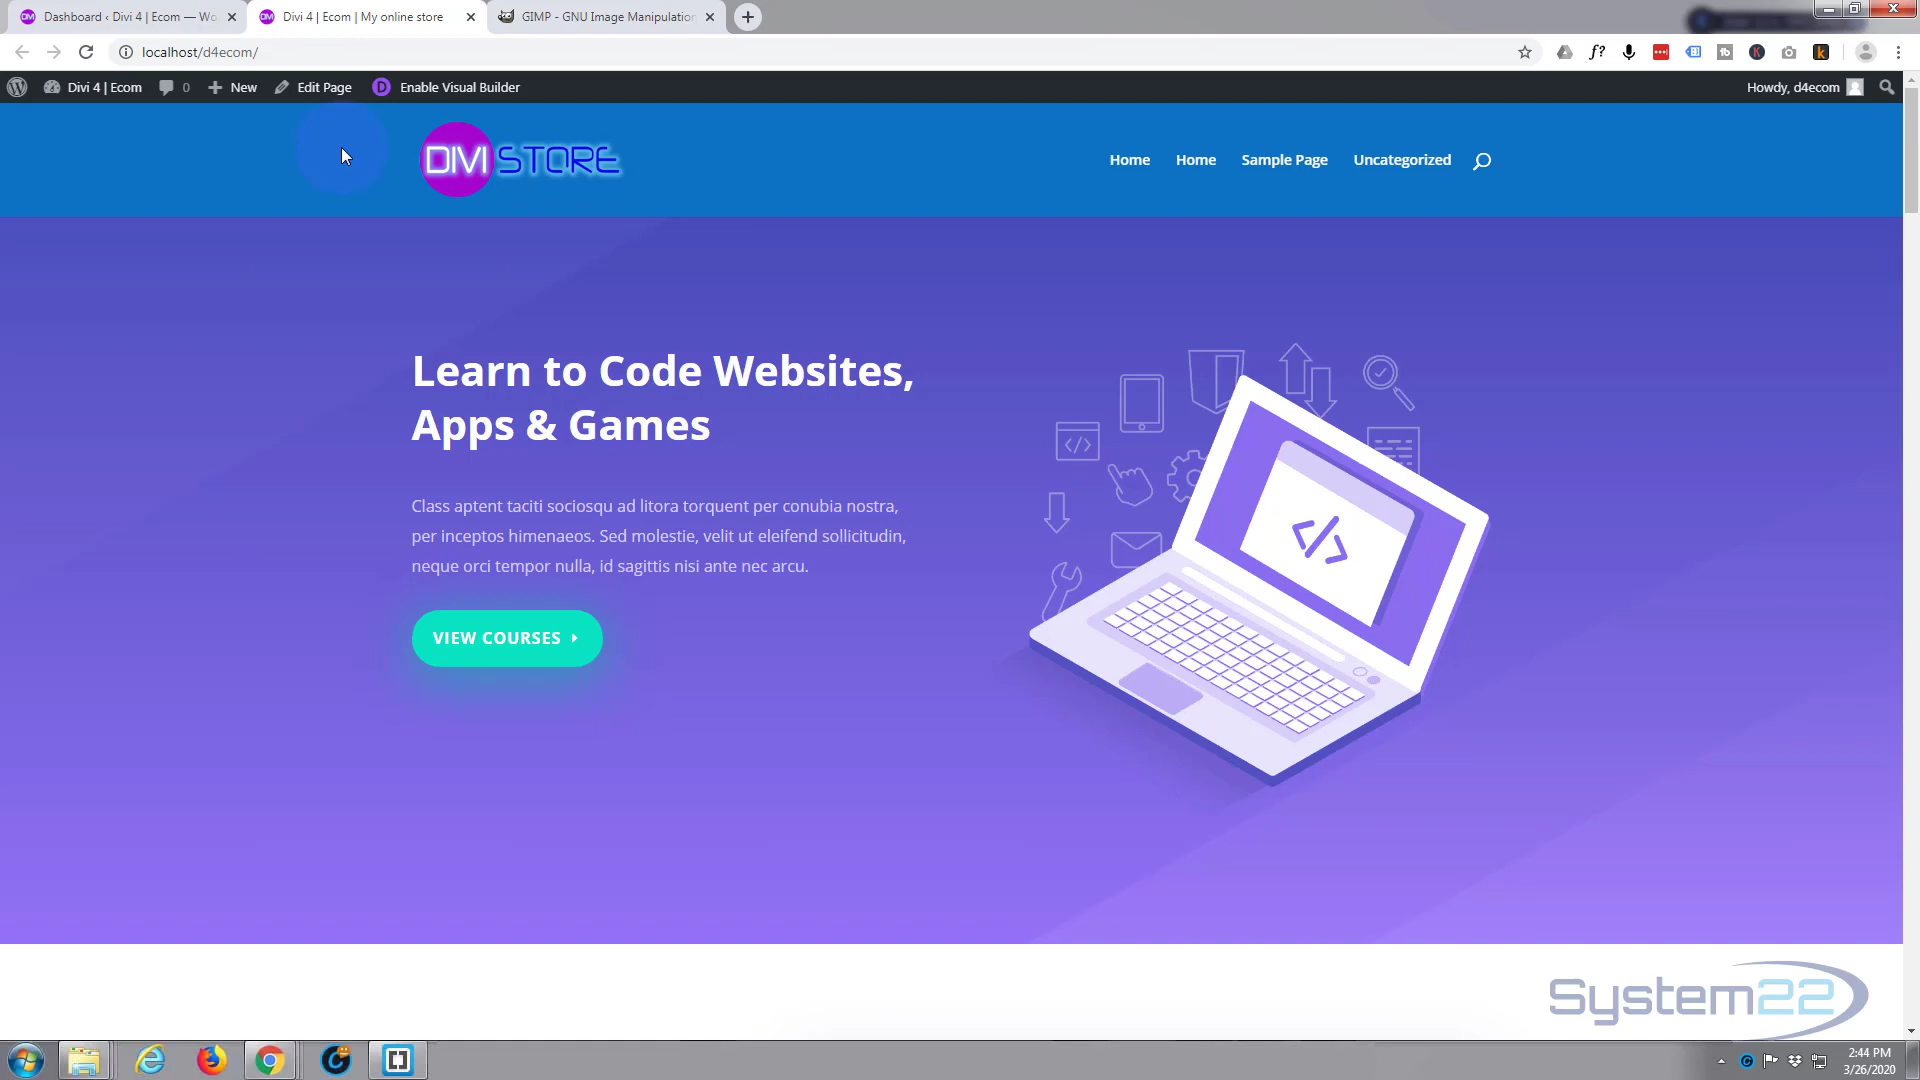 Dashboard ‹ Divi 4 | Ecom — Wo
Divi 4 | Ecom | My online store
GIMP - GNU Image Manipulation
localhost/d4ecom/
Divi 4 | Ecom
0
New
Edit Page
D
Enable Visual Builder
Howdy, d4ecom
DIVI STORE
Home
Home
Sample Page
Uncategorized
Learn to Code Websites,
Apps & Games
Class aptent taciti sociosqu ad litora torquent per conubia nostra,
per inceptos himenaeos. Sed molestie, velit ut eleifend sollicitudin,
neque orci tempor nulla, id sagittis nisi ante nec arcu.
VIEW COURSES
</>
</>
System22
2:44 PM
3/26/2020